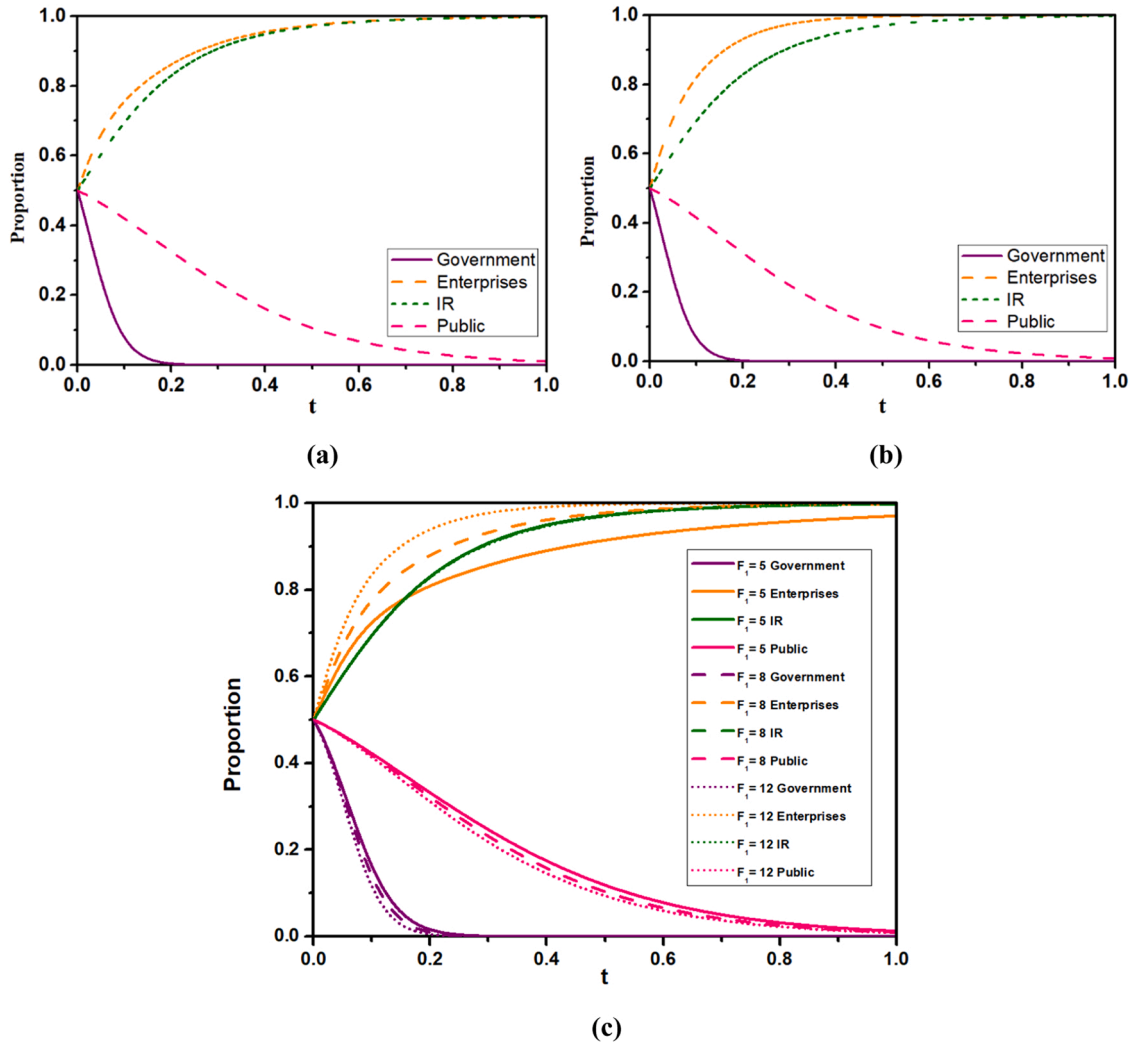 1.0
0.8
0.6
0.4
0.2
0.0
Proportion
0.0 0.2 0.4 0.6 0.8 1.0
t
Government
Enterprises
IR
Public
(a)
1.0
0.8
0.6
0.4
0.2
0.0
Proportion
0.0 0.2 0.4 0.6 0.8 1.0
t
Government
Enterprises
IR
Public
(b)
1.0
0.8
0.6
0.4
0.2
0.0
Proportion
0.0 0.2 0.4 0.6 0.8 1.0
t
F₁= 5 Government
F₁= 5 Enterprises
F₁= 5 IR
F₁= 5 Public
F₁= 8 Government
F₁= 8 Enterprises
F₁= 8 IR
F₁= 8 Public
F₁= 12 Government
F₁= 12 Enterprises
F₁= 12 IR
F₁= 12 Public
(c)